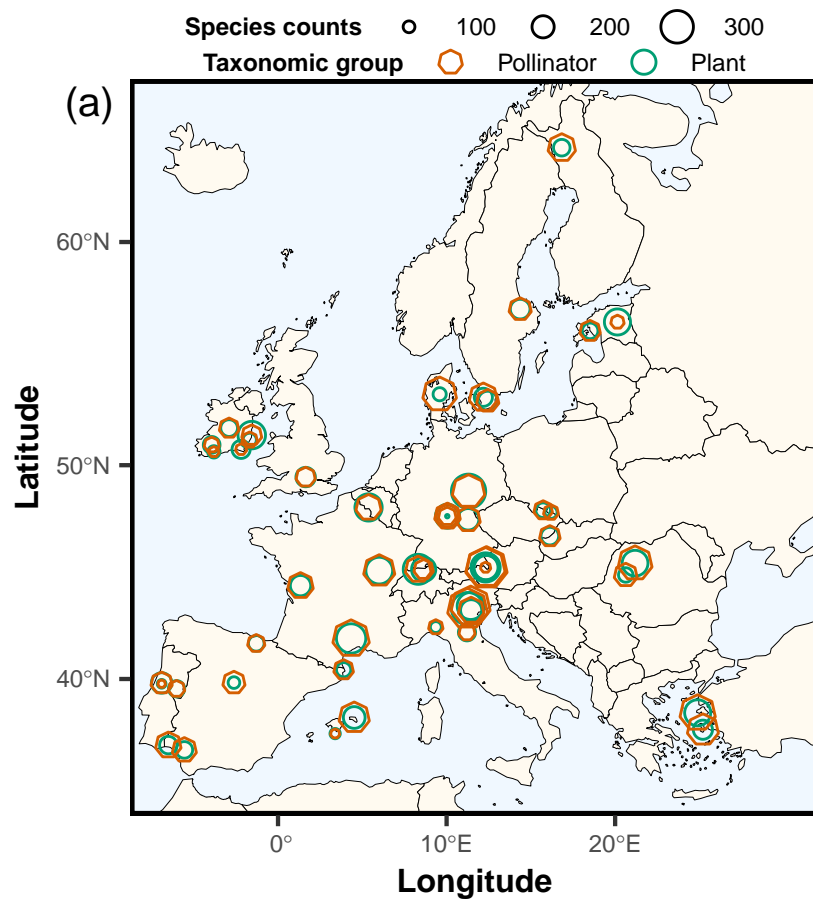 Species counts 100 200 300
Taxonomic group Pollinator Plant
(a)
60°N
50°N
40°N
Latitude
0° 10°E 20°E
Longitude